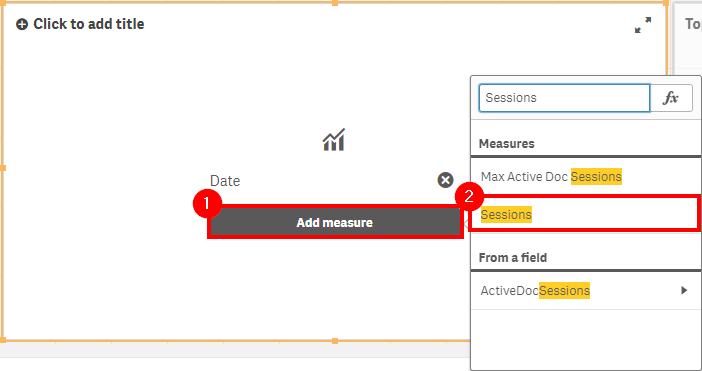 Click to add title
To
Sessions
fx
Measures
Max Active Doc Sessions
Date
1
2
Add measure
Sessions
From a field
ActiveDocSessions